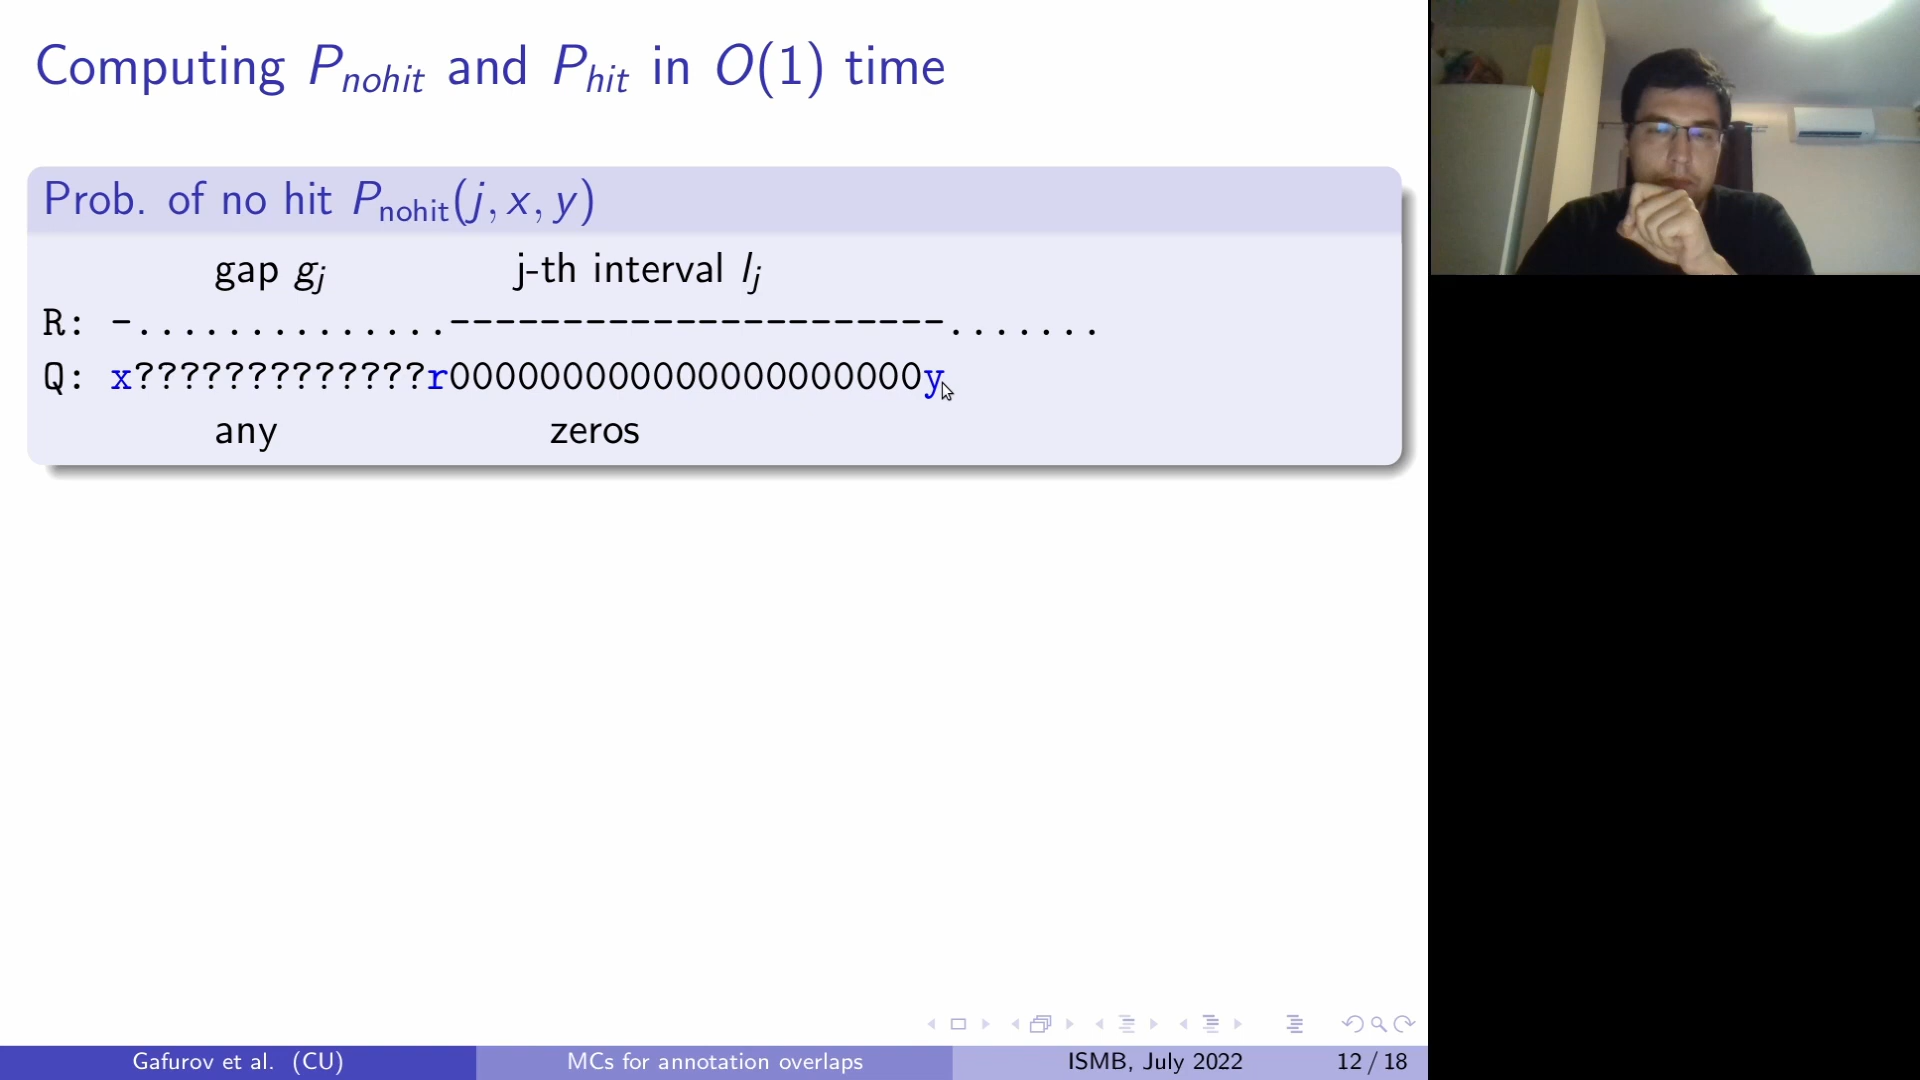 Computing P_nohit and P_hit in O(1) time
Prob. of no hit P_nohit(j, x, y)
gap g_j j-th interval I_j
R: -..............----------------------.......
Q: x?????????????r000000000000000000000y
any zeros
Gafurov et al. (CU) MCs for annotation overlaps ISMB, July 2022 12 / 18